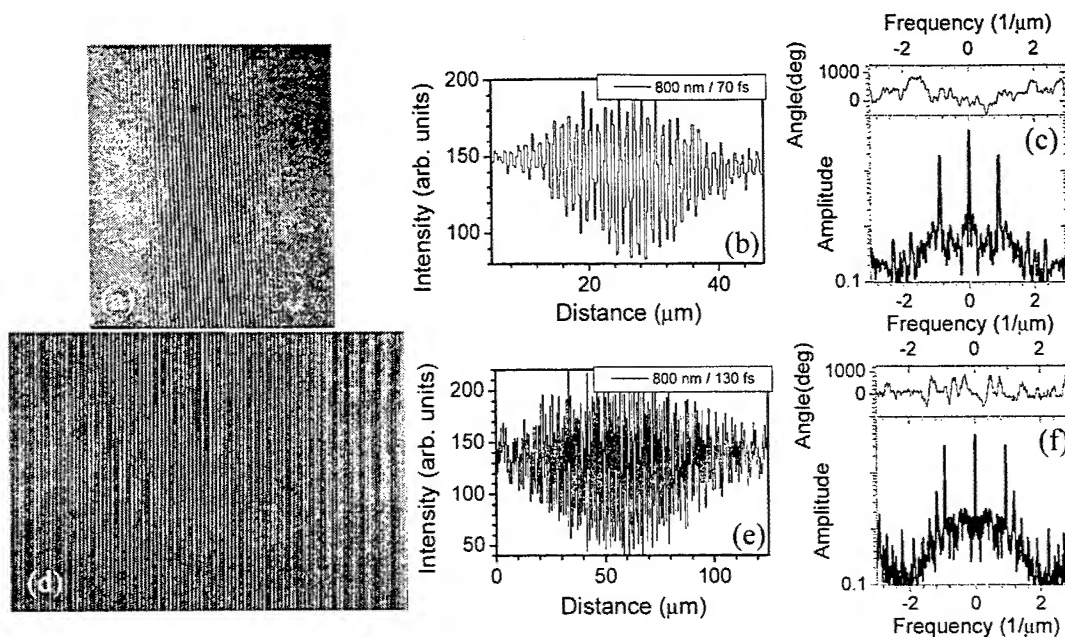 (a)
200
150
100
Intensity (arb. units)
800 nm / 70 fs
(b)
20
40
Distance (µm)
Frequency (1/µm)
-2
0
2
1000
0
Angle(deg)
(c)
Amplitude
0.1
-2
0
2
Frequency (1/µm)
(d)
200
150
100
50
Intensity (arb. units)
800 nm / 130 fs
(e)
0
50
100
Distance (µm)
-2
0
2
1000
0
Angle(deg)
(f)
Amplitude
0.1
-2
0
2
Frequency (1/µm)